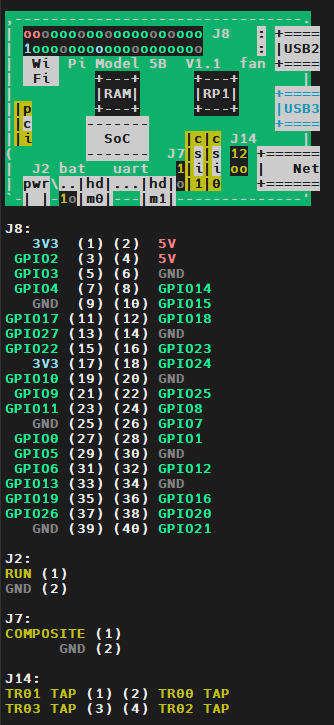 ,--------------------------------.
| oooooooooooooooooooo J8   : +====
| 1ooooooooooooooooooo      : |USB2
|  Wi  Pi Model 5B  V1.1  fan +====
|  Fi     +---+       +---+       |
|         |RAM|       |RP1|   +====
||p       +---+       +---+   |USB3
||c      -------              +====
||i        SoC      |c|c J14      |
(         -------  J7|s|s 12 +======
|  J2 bat   uart   1|i|i oo |   Net
| pwr\..|hd|...|hd|o|1|0    +======
`-| |-1o|m0|---|m1|--------------'
J8:
3V3 (1) (2) 5V
GPIO2 (3) (4) 5V
GPIO3 (5) (6) GND
GPIO4 (7) (8) GPIO14
GND (9) (10) GPIO15
GPIO17 (11) (12) GPIO18
GPIO27 (13) (14) GND
GPIO22 (15) (16) GPIO23
3V3 (17) (18) GPIO24
GPIO10 (19) (20) GND
GPIO9 (21) (22) GPIO25
GPIO11 (23) (24) GPIO8
GND (25) (26) GPIO7
GPIO0 (27) (28) GPIO1
GPIO5 (29) (30) GND
GPIO6 (31) (32) GPIO12
GPIO13 (33) (34) GND
GPIO19 (35) (36) GPIO16
GPIO26 (37) (38) GPIO20
GND (39) (40) GPIO21
J2:
RUN (1)
GND (2)
J7:
COMPOSITE (1)
GND (2)
J14:
TR01 TAP (1) (2) TR00 TAP
TR03 TAP (3) (4) TR02 TAP